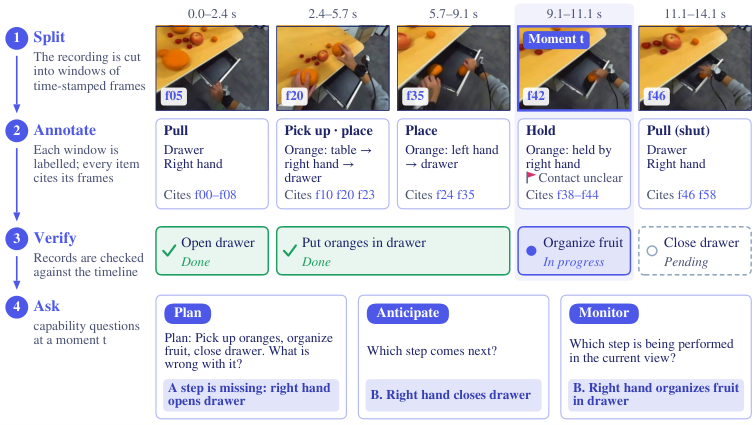 0.0–2.4 s
2.4–5.7 s
5.7–9.1 s
9.1–11.1 s
11.1–14.1 s
1 Split
The recording is cut
into windows of
time-stamped frames
f05
f20
f35
Moment t
f42
f46
2 Annotate
Each window is
labelled; every item
cites its frames
Pull
Drawer
Right hand
Cites f00–f08
Pick up · place
Orange: table →
right hand →
drawer
Cites f10 f20 f23
Place
Orange: left hand
→ drawer
Cites f24 f35
Hold
Orange: held by
right hand
Contact unclear
Cites f38–f44
Pull (shut)
Drawer
Right hand
Cites f46 f58
3 Verify
Records are checked
against the timeline
Open drawer
Done
Put oranges in drawer
Done
Organize fruit
In progress
Close drawer
Pending
4 Ask
capability questions
at a moment t
Plan
Plan: Pick up oranges, organize
fruit, close drawer. What is
wrong with it?
A step is missing: right hand
opens drawer
Anticipate
Which step comes next?
B. Right hand closes drawer
Monitor
Which step is being performed
in the current view?
B. Right hand organizes fruit
in drawer